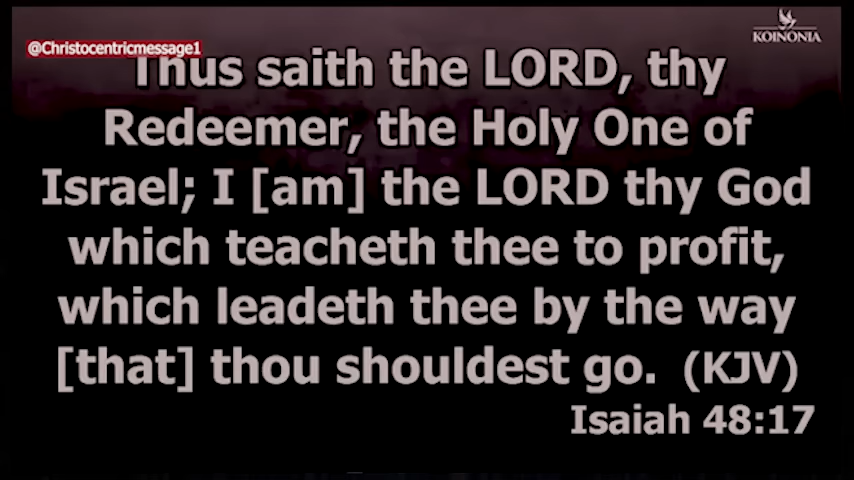 @Christocentricmessage1
KOINONIA
Thus saith the LORD, thy
Redeemer, the Holy One of
Israel; I [am] the LORD thy God
which teacheth thee to profit,
which leadeth thee by the way
[that] thou shouldest go. (KJV)
Isaiah 48:17